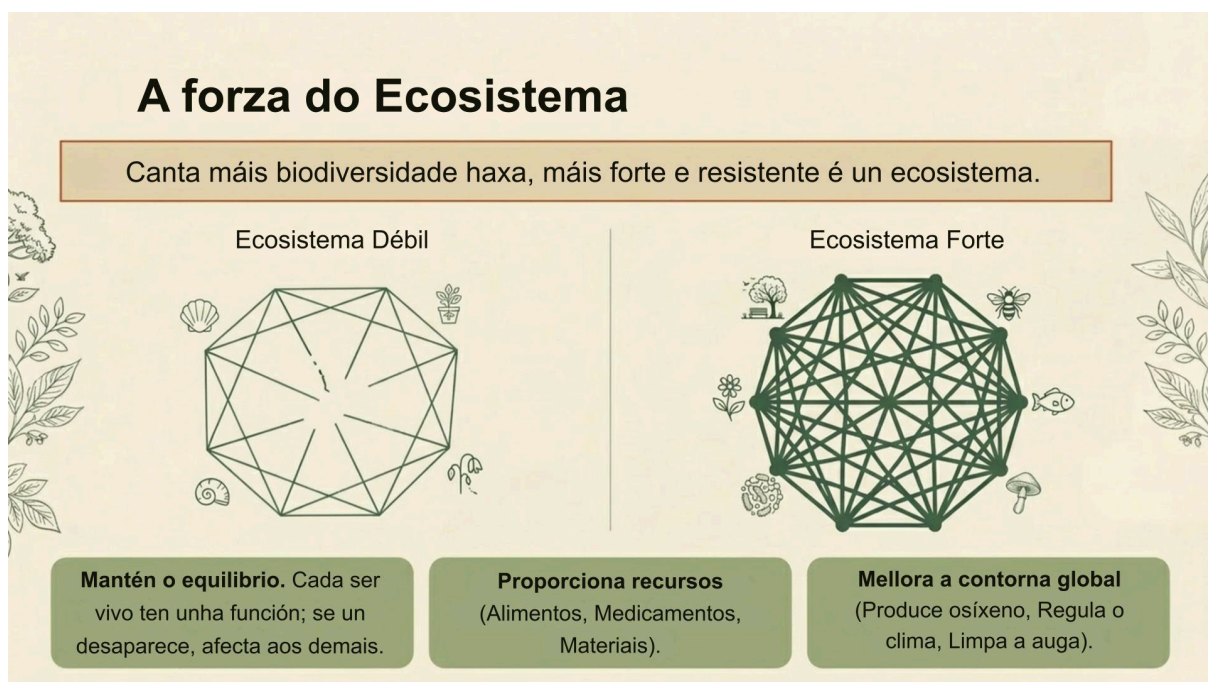 A forza do Ecosistema
Canta máis biodiversidade haxa, máis forte e resistente é un ecosistema.
Ecosistema Débil
Ecosistema Forte
Mantén o equilibrio. Cada ser
vivo ten unha función; se un
desaparece, afecta aos demais.
Proporciona recursos
(Alimentos, Medicamentos,
Materiais).
Mellora a contorna global
(Produce osíxeno, Regula o
clima, Limpa a auga).